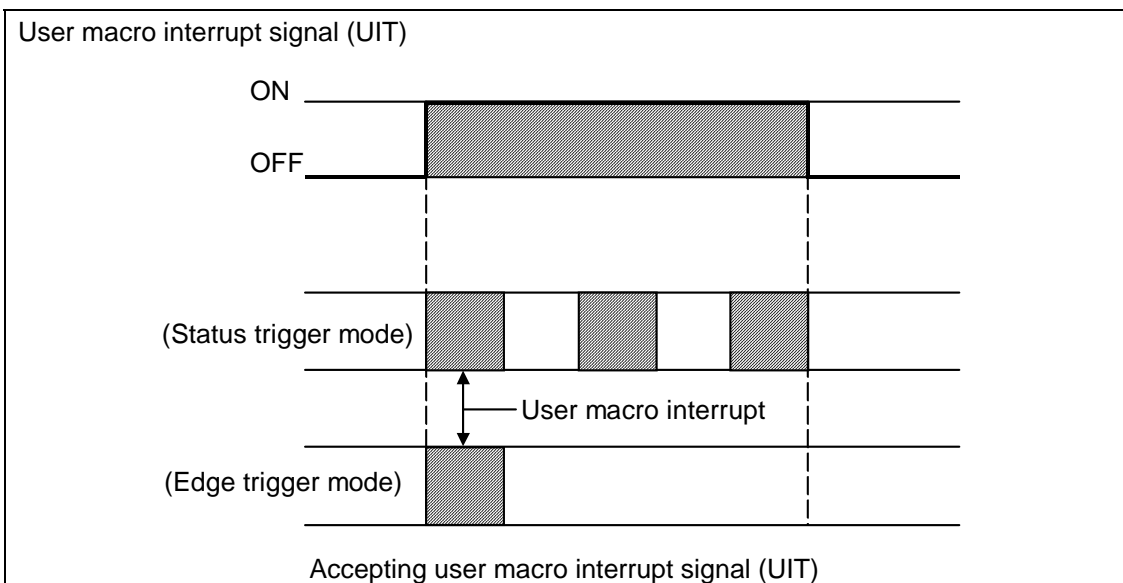 User macro interrupt signal (UIT)
ON
OFF
(Status trigger mode)
User macro interrupt
(Edge trigger mode)
Accepting user macro interrupt signal (UIT)